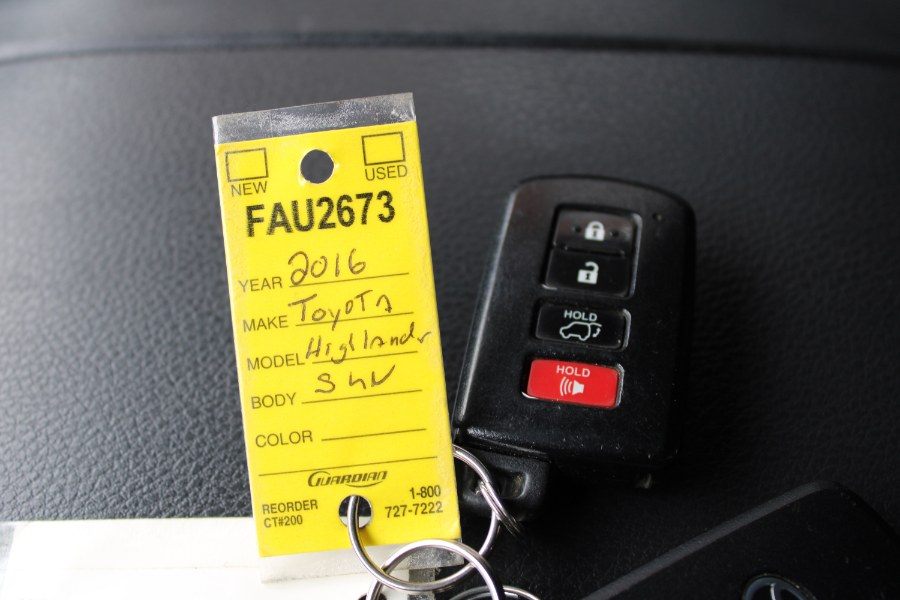 NEW USED
FAU2673
YEAR 2016
MAKE Toyota
MODEL Highlander
BODY SUV
COLOR
GUARDIAN
REORDER 1-800
CT#200 727-7222
HOLD
HOLD